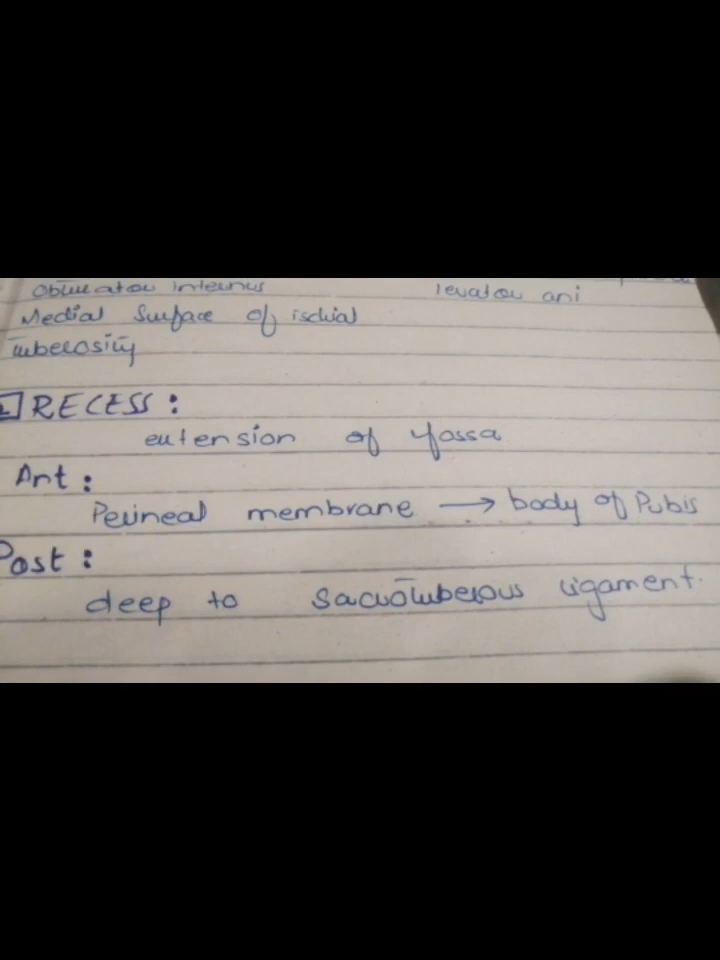 obturator internus levator ani
Medial Surface of ischial
tuberosity
RECESS:
extension of fossa
Ant:
Perineal membrane → body of Pubis
Post:
deep to Sacrotuberous ligament.